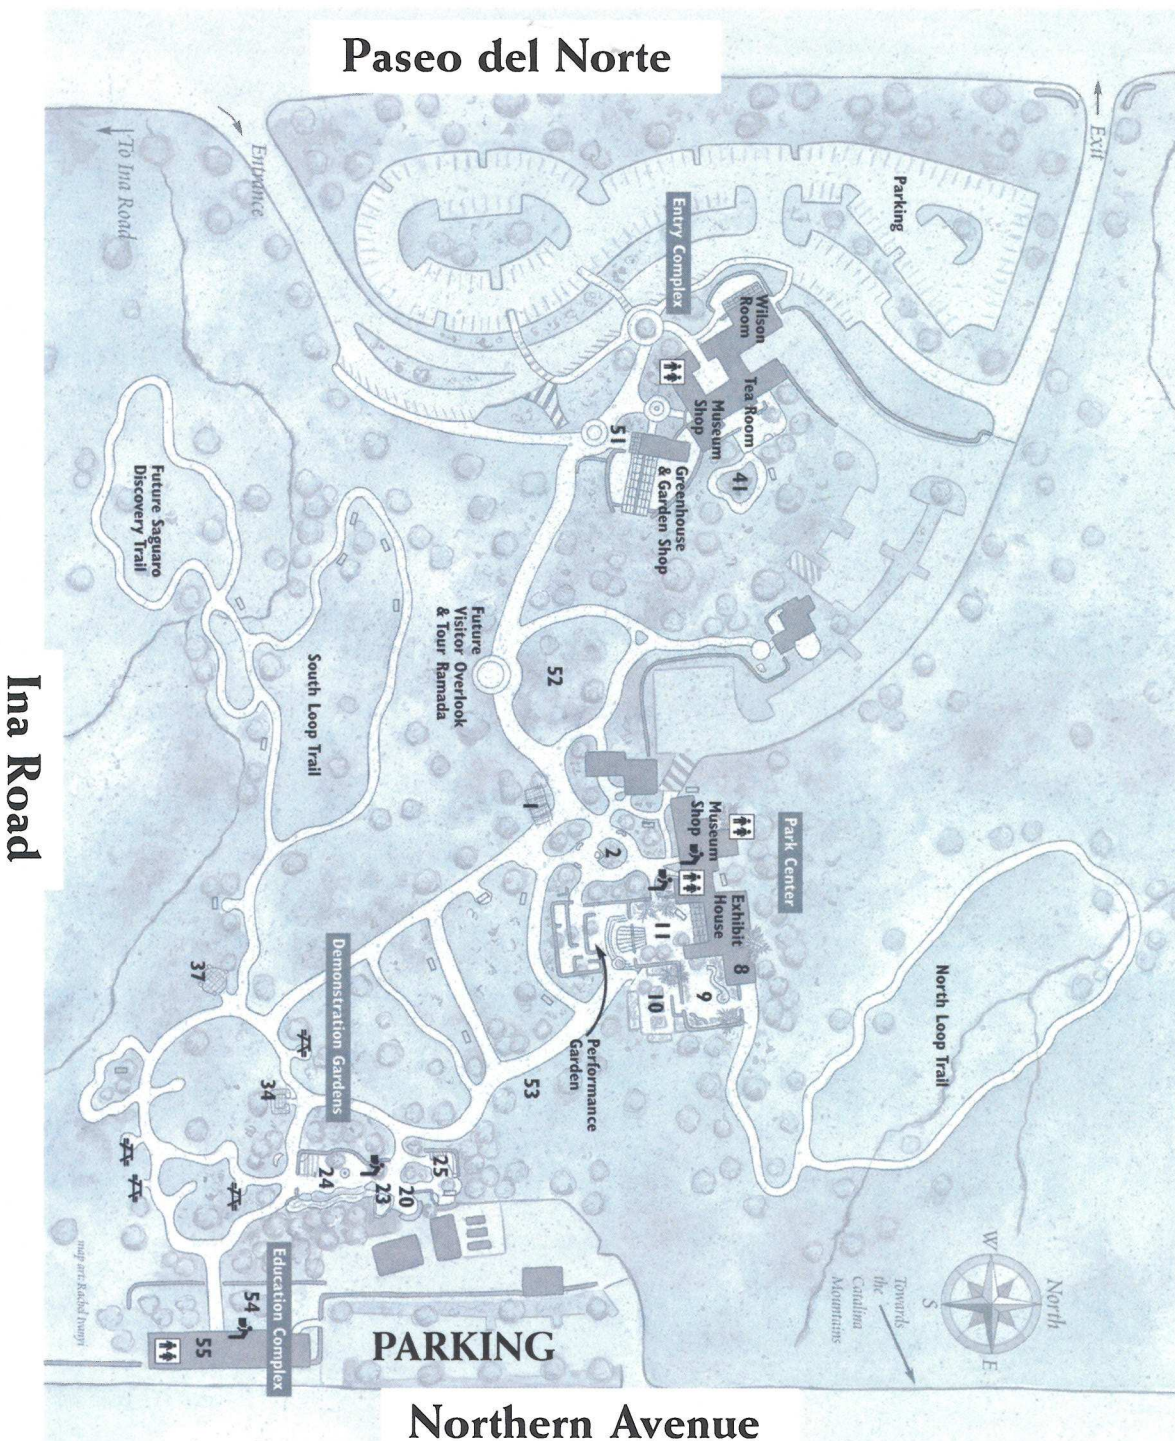 Paseo del Norte
Exit
Entrance
To Ina Road
Parking
Entry Complex
Wilson
Room
Tea Room
Museum
Shop
51
41
Greenhouse
& Garden Shop
Future Saguaro
Discovery Trail
South Loop Trail
Future
Visitor Overlook
& Tour Ramada
52
1
2
Museum
Shop
Park Center
Exhibit
House
8
11
9
10
North Loop Trail
Performance
Garden
Ina Road
Demonstration Gardens
37
34
53
25
24
23
20
54
55
Education Complex
map art: Rachel Ivanyi
PARKING
North
W
E
S
Towards
the
Catalina
Mountains
Northern Avenue